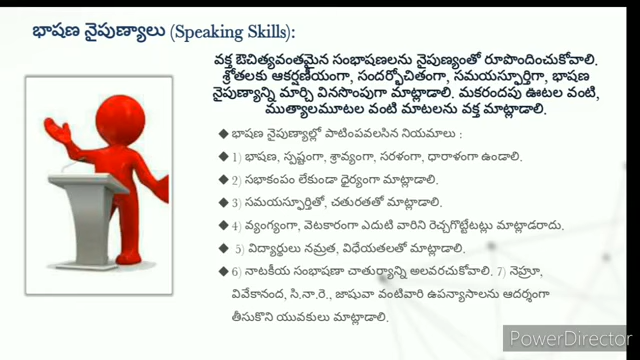 భాషణ నైపుణ్యాలు (Speaking Skills):
వక్త ఔచిత్యవంతమైన సంభాషణలను నైపుణ్యంతో రూపొందించుకోవాలి.
శ్రోతలకు ఆకర్షణీయంగా, సందర్భోచితంగా, సమయస్ఫూర్తిగా, భాషణ
నైపుణ్యాన్ని మార్చి వినసొంపుగా మాట్లాడాలి. మకరందపు ఊటల వంటి,
ముత్యాలమూటల వంటి మాటలను వక్త మాట్లాడాలి.
◆ భాషణ నైపుణ్యాల్లో పాటింపవలసిన నియమాలు :
◆ 1) భాషణ, స్పష్టంగా, శ్రావ్యంగా, సరళంగా, ధారాళంగా ఉండాలి.
◆ 2) సభాకంపం లేకుండా ధైర్యంగా మాట్లాడాలి.
◆ 3) సమయస్ఫూర్తితో, చతురతతో మాట్లాడాలి.
◆ 4) వ్యంగ్యంగా, వెటకారంగా ఎదుటి వారిని రెచ్చగొట్టేటట్లు మాట్లాడరాదు.
◆ 5) విద్యార్థులు నమ్రత, విధేయతలతో మాట్లాడాలి.
◆ 6) నాటకీయ సంభాషణా చాతుర్యాన్ని అలవరచుకోవాలి. 7) నెహ్రూ,
వివేకానంద, సి.నా.రె., జాషువా వంటివారి ఉపన్యాసాలను ఆదర్శంగా
తీసుకొని యువకులు మాట్లాడాలి.
PowerDirector